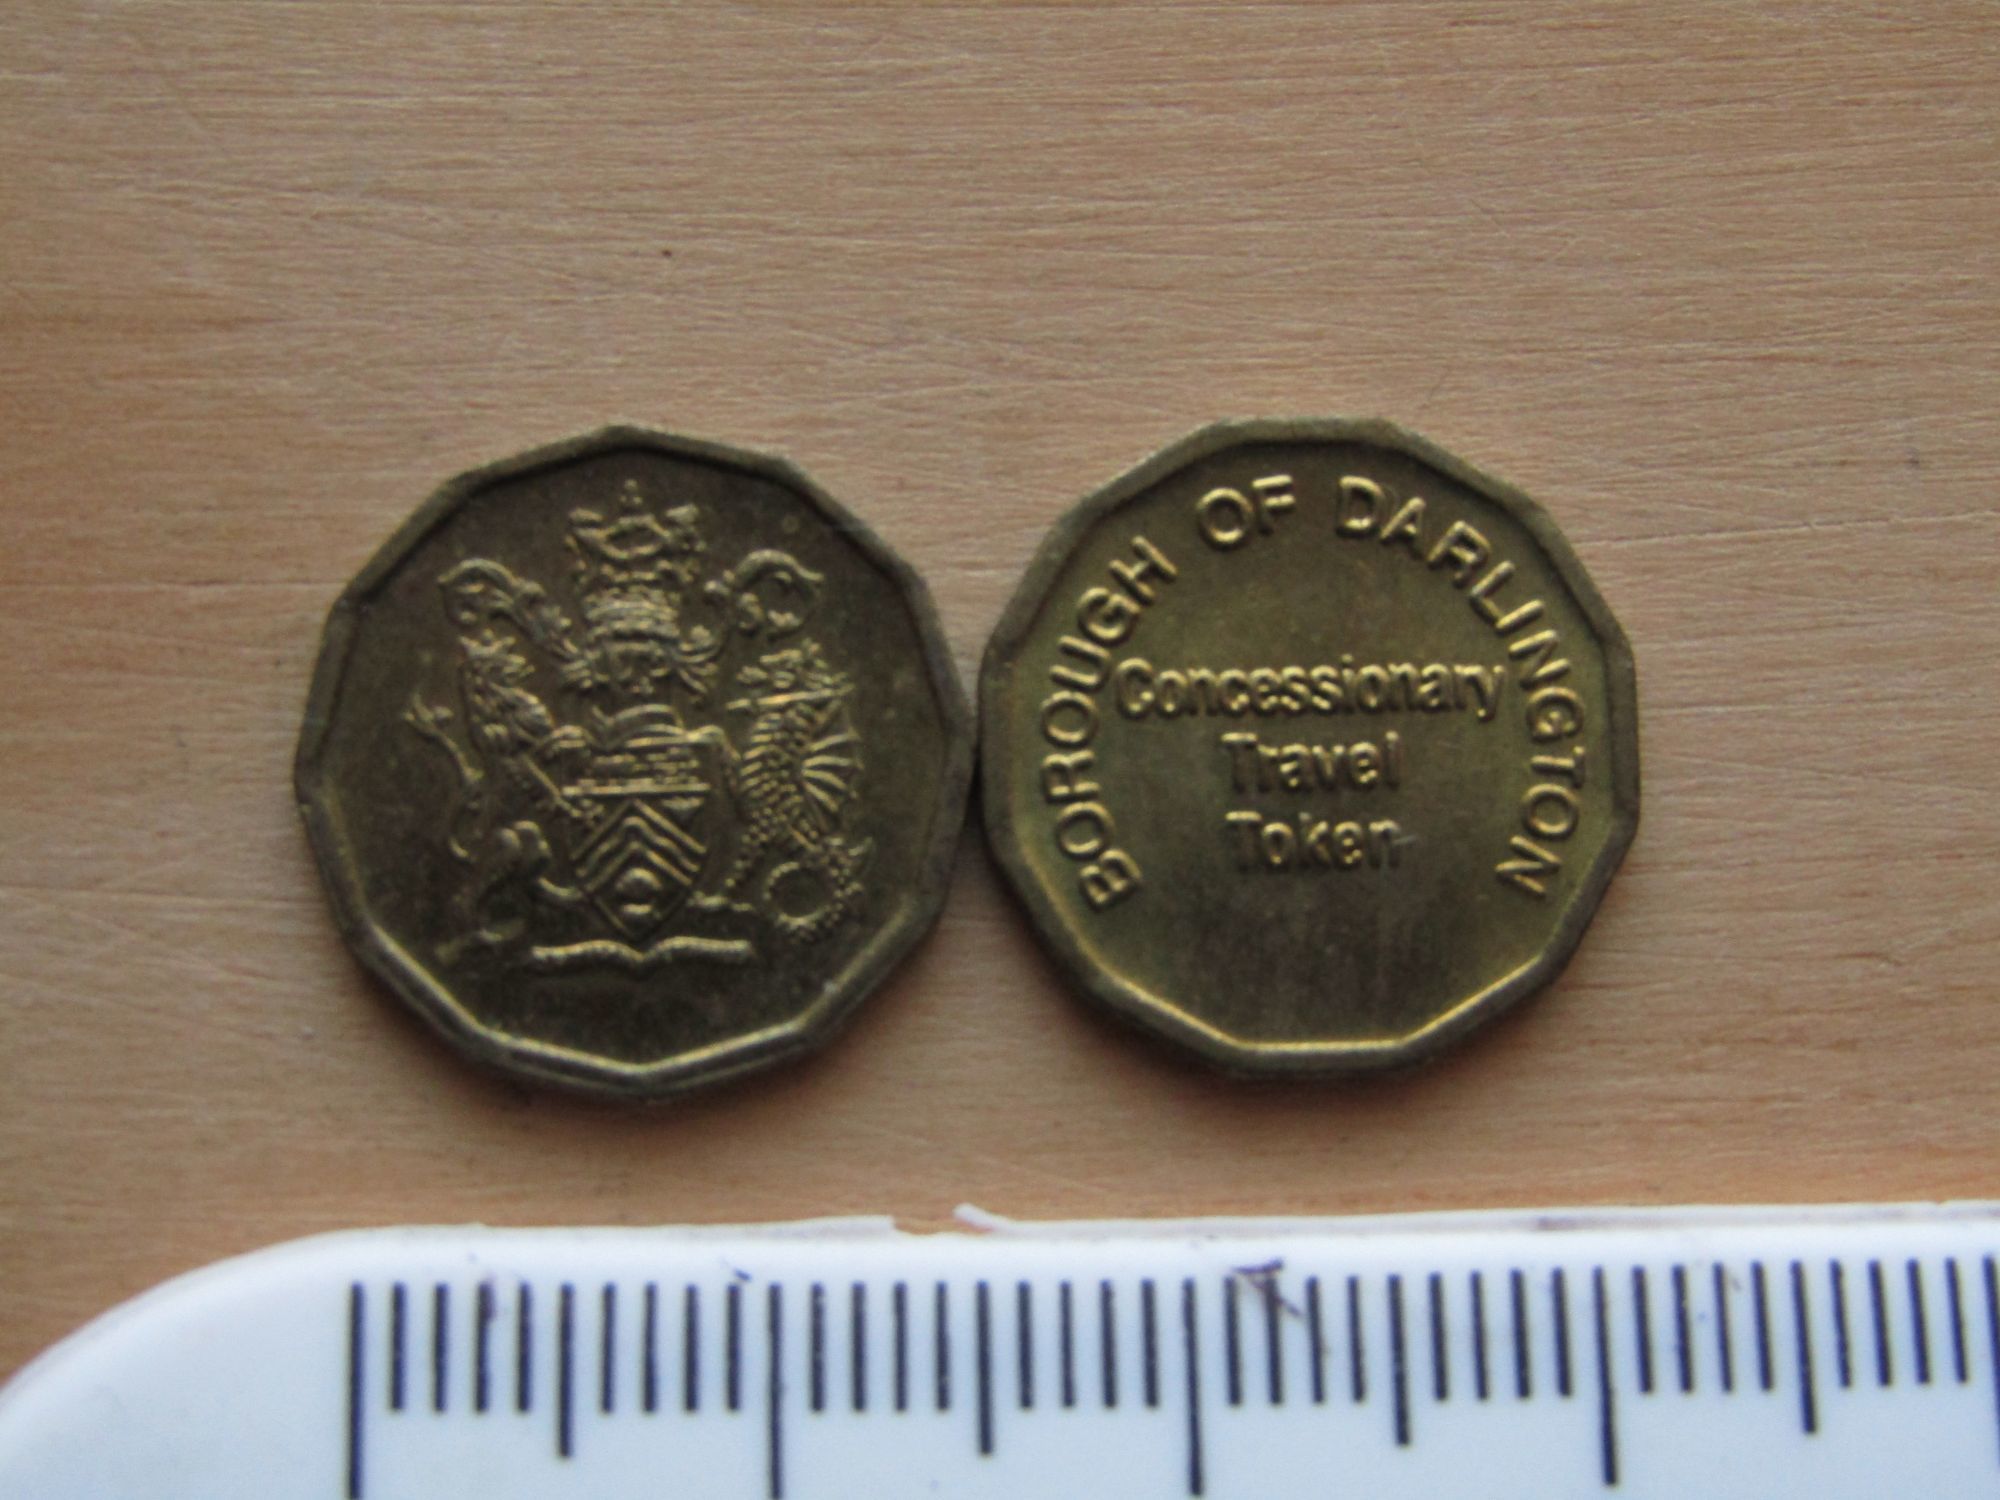 BOROUGH OF DARLINGTON
Concessionary
Travel
Token